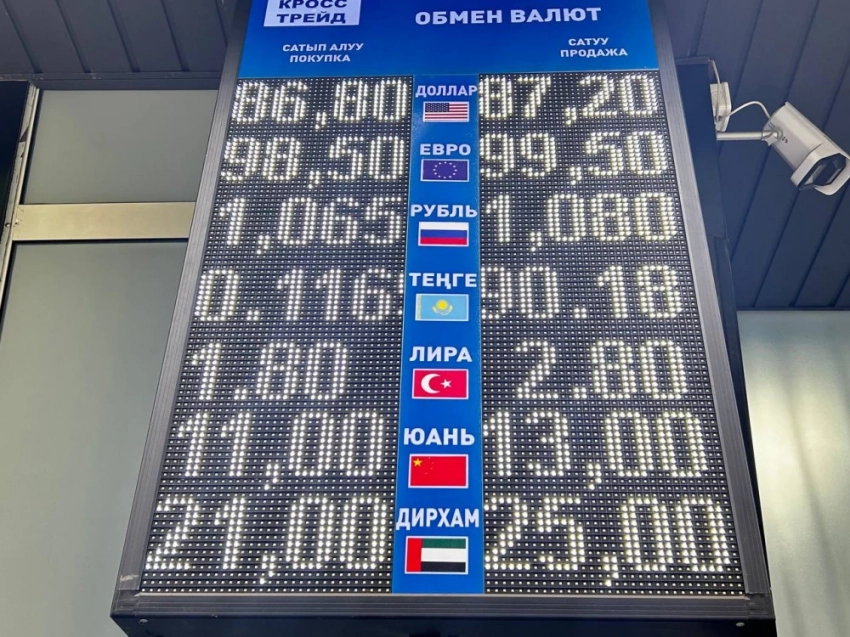 КРОСС
ТРЕЙД
ОБМЕН ВАЛЮТ
САТЫП АЛУУ
ПОКУПКА
САТУУ
ПРОДАЖА
86,80 ДОЛЛАР 87,20
98,50 ЕВРО 99,50
1,065 РУБЛЬ 1,080
0.116 ТЕҢГЕ 90.18
1.80 ЛИРА 2.80
11,00 ЮАНЬ 13,00
21,00 ДИРХАМ 25,00